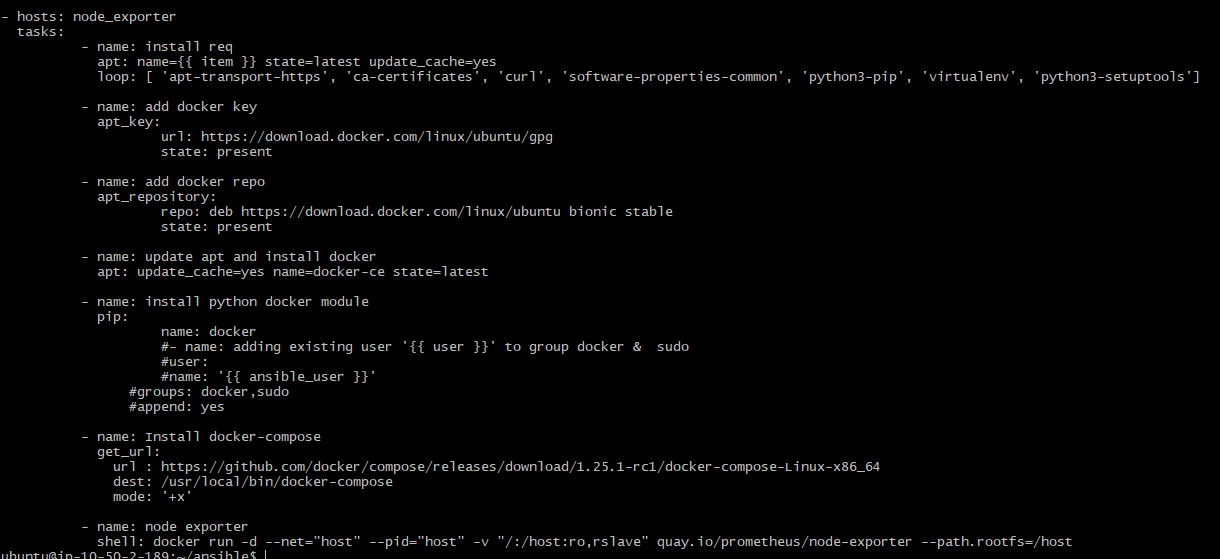 - hosts: node_exporter
  tasks:
          - name: install req
            apt: name={{ item }} state=latest update_cache=yes
            loop: [ 'apt-transport-https', 'ca-certificates', 'curl', 'software-properties-common', 'python3-pip', 'virtualenv', 'python3-setuptools']
          - name: add docker key
            apt_key:
                    url: https://download.docker.com/linux/ubuntu/gpg
                    state: present
          - name: add docker repo
            apt_repository:
                    repo: deb https://download.docker.com/linux/ubuntu bionic stable
                    state: present
          - name: update apt and install docker
            apt: update_cache=yes name=docker-ce state=latest
          - name: install python docker module
            pip:
                    name: docker
                    #- name: adding existing user '{{ user }}' to group docker &  sudo
                    #user:
                    #name: '{{ ansible_user }}'
                #groups: docker,sudo
                #append: yes
          - name: Install docker-compose
            get_url:
              url : https://github.com/docker/compose/releases/download/1.25.1-rc1/docker-compose-Linux-x86_64
              dest: /usr/local/bin/docker-compose
              mode: '+x'
          - name: node exporter
            shell: docker run -d --net="host" --pid="host" -v "/:/host:ro,rslave" quay.io/prometheus/node-exporter --path.rootfs=/host
ubuntu@ip-10-50-2-189:~/ansible$